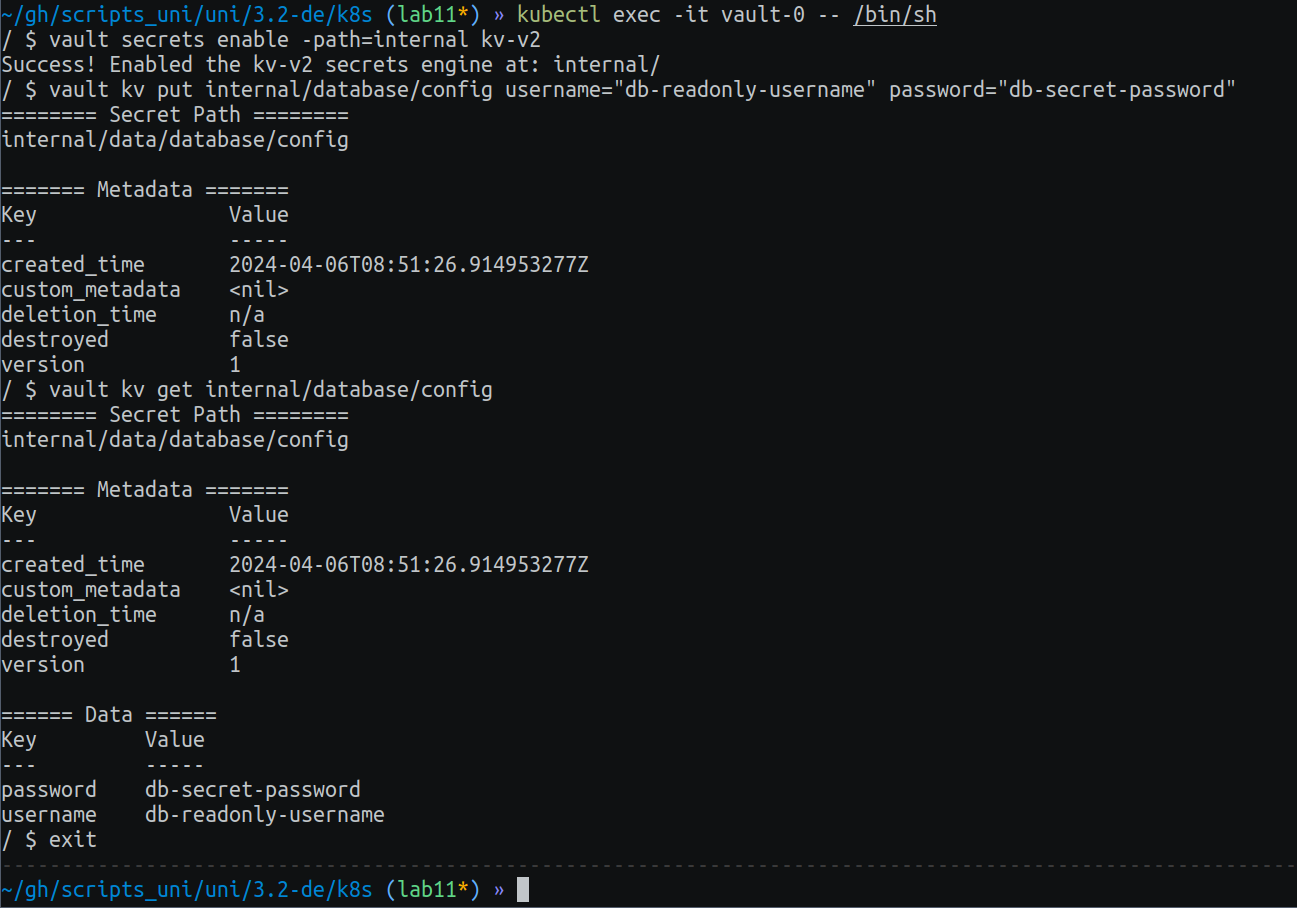 ~/gh/scripts_uni/uni/3.2-de/k8s (lab11*) » kubectl exec -it vault-0 -- /bin/sh
/ $ vault secrets enable -path=internal kv-v2
Success! Enabled the kv-v2 secrets engine at: internal/
/ $ vault kv put internal/database/config username="db-readonly-username" password="db-secret-password"
======== Secret Path ========
internal/data/database/config

======= Metadata =======
Key                Value
---                -----
created_time       2024-04-06T08:51:26.914953277Z
custom_metadata    <nil>
deletion_time      n/a
destroyed          false
version            1
/ $ vault kv get internal/database/config
======== Secret Path ========
internal/data/database/config

======= Metadata =======
Key                Value
---                -----
created_time       2024-04-06T08:51:26.914953277Z
custom_metadata    <nil>
deletion_time      n/a
destroyed          false
version            1

====== Data ======
Key         Value
---         -----
password    db-secret-password
username    db-readonly-username
/ $ exit
~/gh/scripts_uni/uni/3.2-de/k8s (lab11*) »